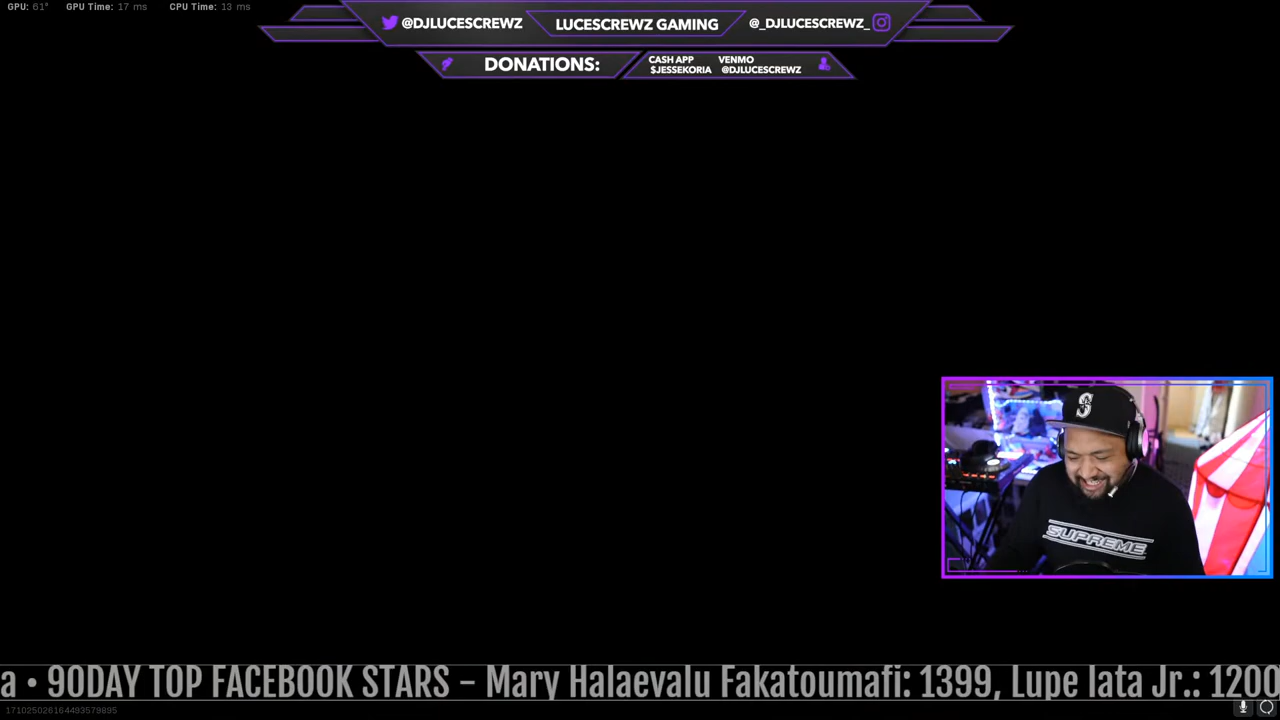 GPU: 61° GPU Time: 17 ms CPU Time: 13 ms
@DJLUCESCREWZ LUCESCREWZ GAMING @_DJLUCESCREWZ_
DONATIONS: CASH APP VENMO
$JESSEKORIA @DJLUCESCREWZ
S
SUPREME
a • 90DAY TOP FACEBOOK STARS - Mary Halaevalu Fakatoumafi: 1399, Lupe Iata Jr.: 1200